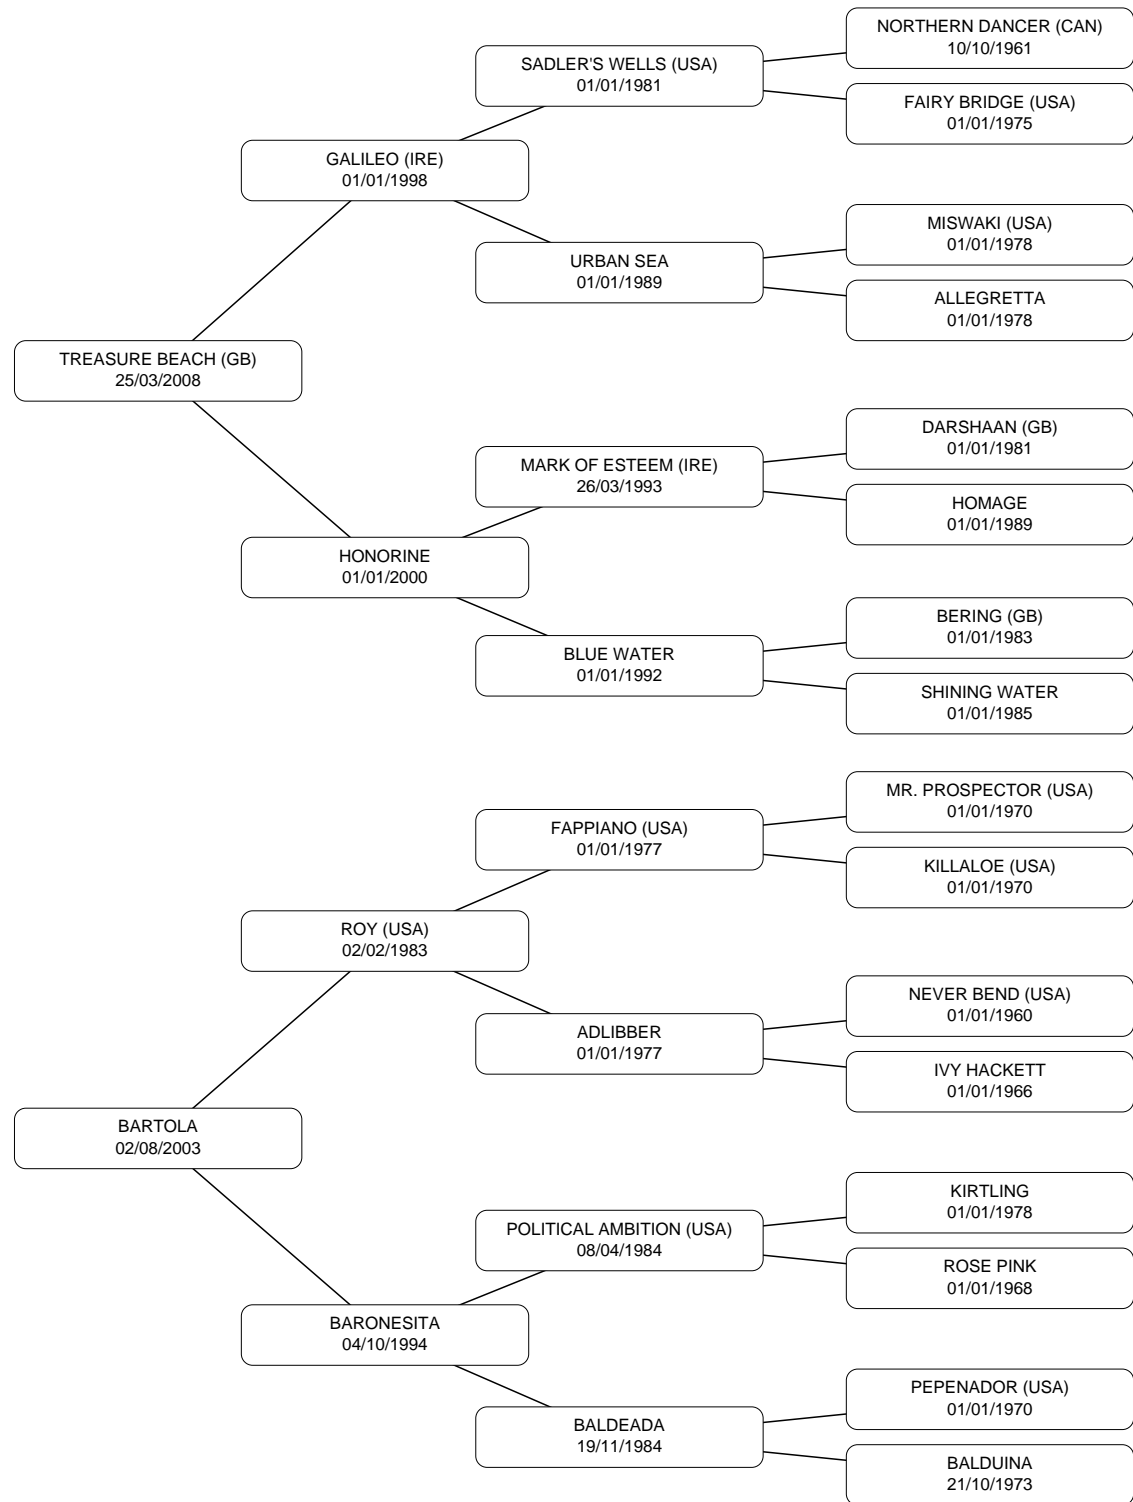 NORTHERN DANCER (CAN)
10/10/1961
SADLER'S WELLS (USA)
01/01/1981
FAIRY BRIDGE (USA)
01/01/1975
GALILEO (IRE)
01/01/1998
MISWAKI (USA)
01/01/1978
URBAN SEA
01/01/1989
ALLEGRETTA
01/01/1978
TREASURE BEACH (GB)
25/03/2008
DARSHAAN (GB)
01/01/1981
MARK OF ESTEEM (IRE)
26/03/1993
HOMAGE
01/01/1989
HONORINE
01/01/2000
BERING (GB)
01/01/1983
BLUE WATER
01/01/1992
SHINING WATER
01/01/1985
MR. PROSPECTOR (USA)
01/01/1970
FAPPIANO (USA)
01/01/1977
KILLALOE (USA)
01/01/1970
ROY (USA)
02/02/1983
NEVER BEND (USA)
01/01/1960
ADLIBBER
01/01/1977
IVY HACKETT
01/01/1966
BARTOLA
02/08/2003
KIRTLING
01/01/1978
POLITICAL AMBITION (USA)
08/04/1984
ROSE PINK
01/01/1968
BARONESITA
04/10/1994
PEPENADOR (USA)
01/01/1970
BALDEADA
19/11/1984
BALDUINA
21/10/1973